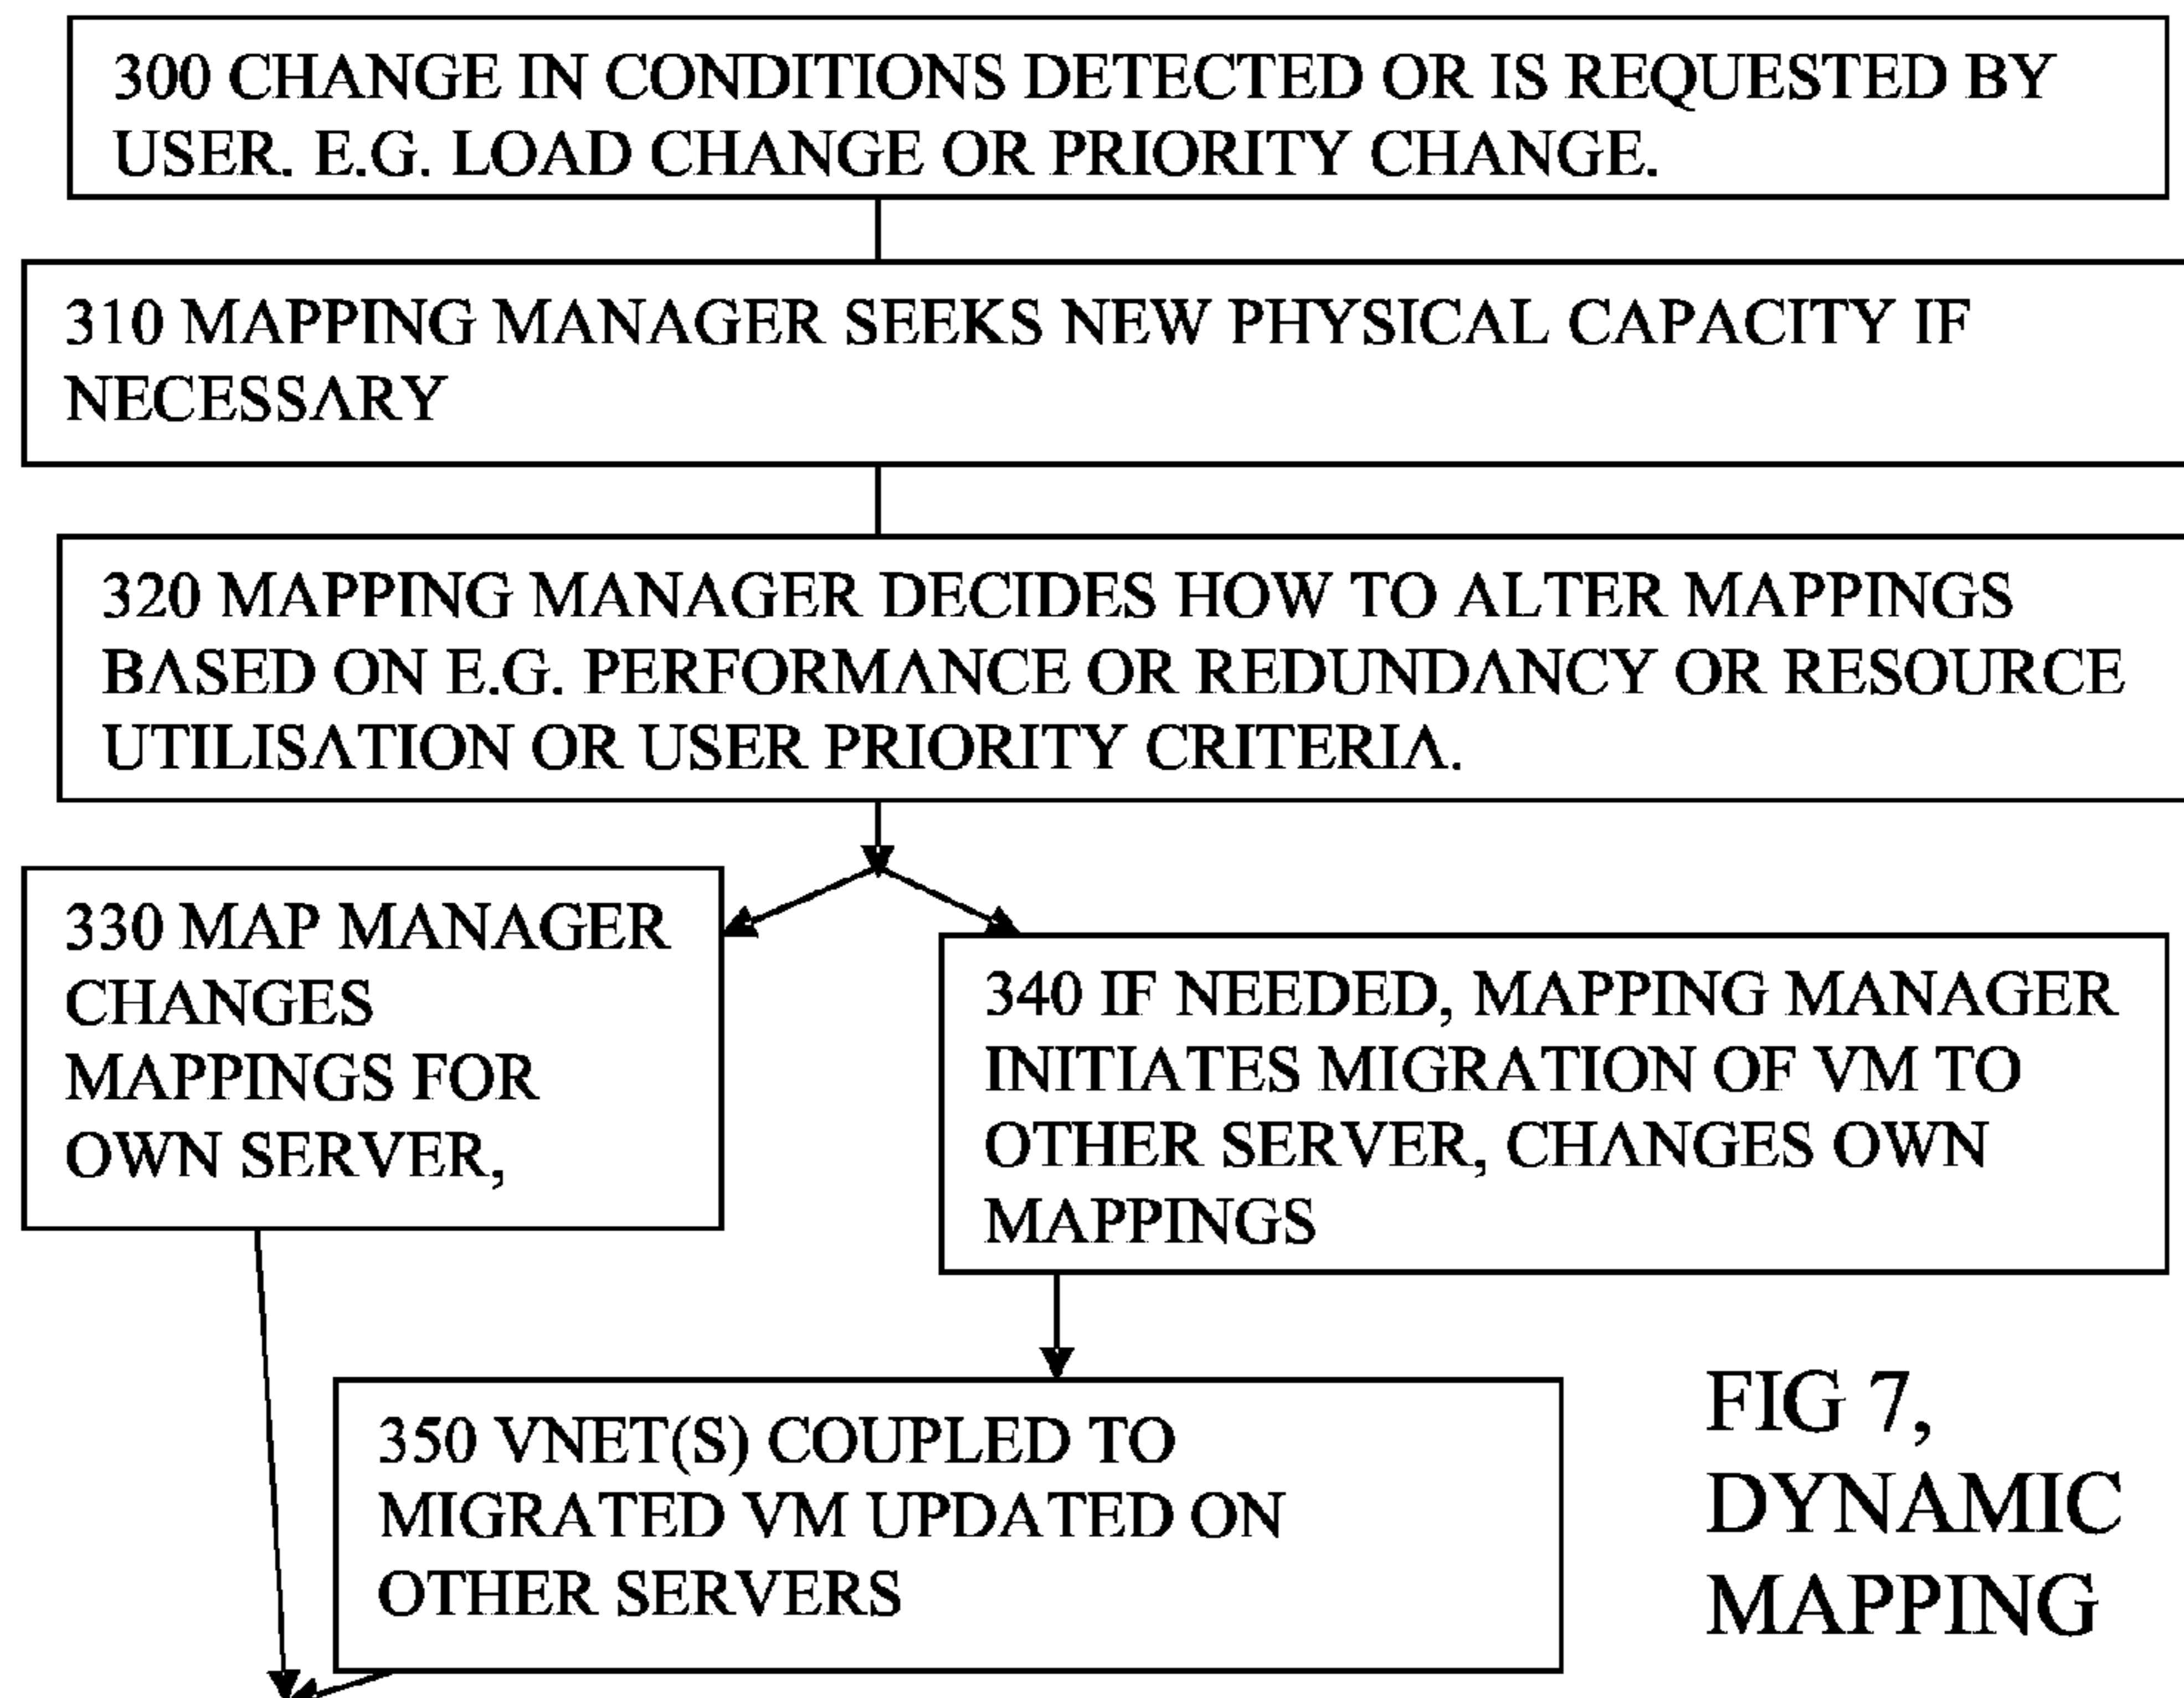 300 CHANGE IN CONDITIONS DETECTED OR IS REQUESTED BY
USER. E.G. LOAD CHANGE OR PRIORITY CHANGE.
310 MAPPING MANAGER SEEKS NEW PHYSICAL CAPACITY IF
NECESSARY
320 MAPPING MANAGER DECIDES HOW TO ALTER MAPPINGS
BASED ON E.G. PERFORMANCE OR REDUNDANCY OR RESOURCE
UTILISATION OR USER PRIORITY CRITERIA.
330 MAP MANAGER
CHANGES
MAPPINGS FOR
OWN SERVER,
340 IF NEEDED, MAPPING MANAGER
INITIATES MIGRATION OF VM TO
OTHER SERVER, CHANGES OWN
MAPPINGS
350 VNET(S) COUPLED TO
MIGRATED VM UPDATED ON
OTHER SERVERS
FIG 7,
DYNAMIC
MAPPING